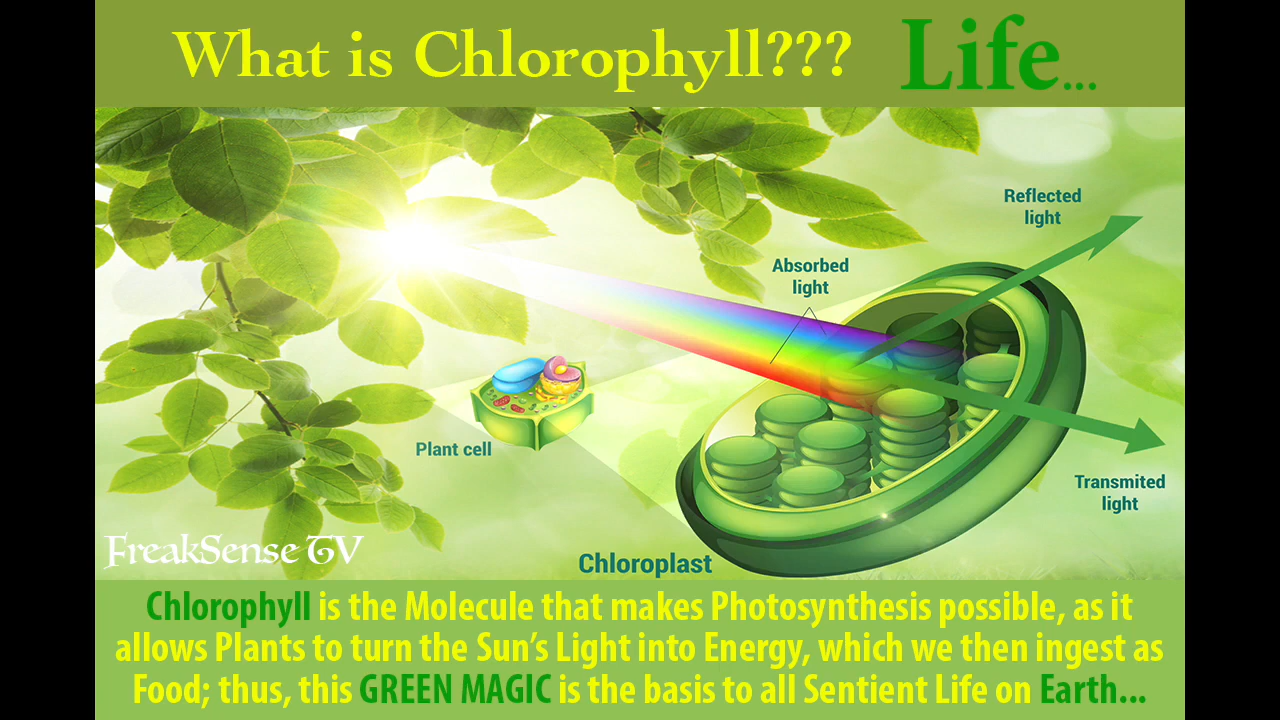 What is Chlorophyll??? Life...
Reflected
light
Absorbed
light
Plant cell
Transmited
light
FreakSense TV
Chloroplast
Chlorophyll is the Molecule that makes Photosynthesis possible, as it
allows Plants to turn the Sun's Light into Energy, which we then ingest as
Food; thus, this GREEN MAGIC is the basis to all Sentient Life on Earth...